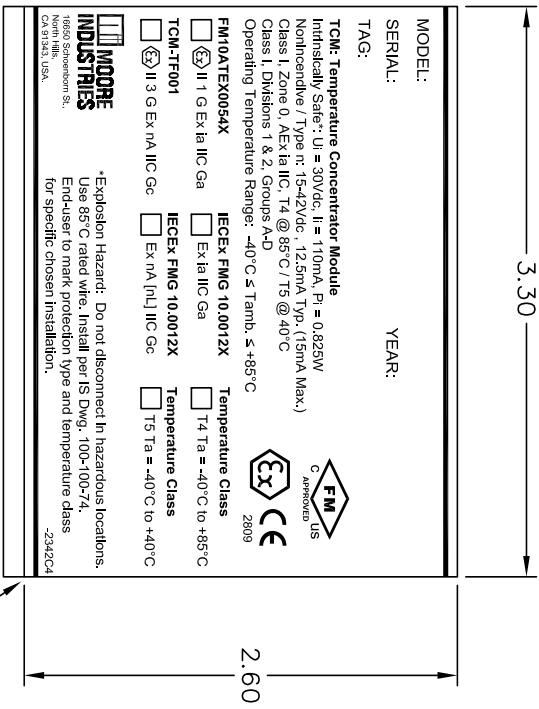 3.30
MODEL:
SERIAL: YEAR:
TAG:
TCM: Temperature Concentrator Module
Intrinsically Safe*: Ui = 30Vdc, Ii = 110mA, Pi = 0.825W
Nonincendive / Type n: 15-42Vdc , 12.5mA Typ. (15mA Max.)
Class I, Zone 0, AEx ia IIC, T4 @ 85°C / T5 @ 40°C
Class I, Divisions 1 & 2, Groups A-D
Operating Temperature Range: -40°C ≤ Tamb. ≤ +85°C
FM
C US
APPROVED
Ex CE
2809
FM10ATEX0054X IECEx FMG 10.0012X Temperature Class
Ex II 1 G Ex ia IIC Ga Ex ia IIC Ga T4 Ta = -40°C to +85°C
TCM-TF001 IECEx FMG 10.0012X Temperature Class
Ex II 3 G Ex nA IIC Gc Ex nA [nL] IIC Gc T5 Ta = -40°C to +40°C
MOORE
INDUSTRIES
16650 Schoenborn St.,
North Hills,
CA 91343, USA.
*Explosion Hazard: Do not disconnect in hazardous locations.
Use 85°C rated wire. Install per IS Dwg. 100-100-74.
End-user to mark protection type and temperature class
for specific chosen installation.
-2342C4
2.60